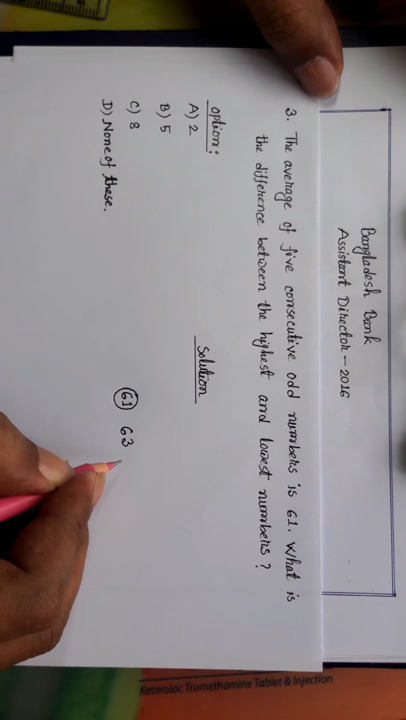 Bangladesh Bank
Assistant Director - 2016
3. The average of five consecutive odd numbers is 61. What is
the difference between the highest and lowest numbers?
option:
A) 2
B) 5
C) 8
D) None of these.
Solution
61 63
Ketorolac Tromethamine Tablet & Injection